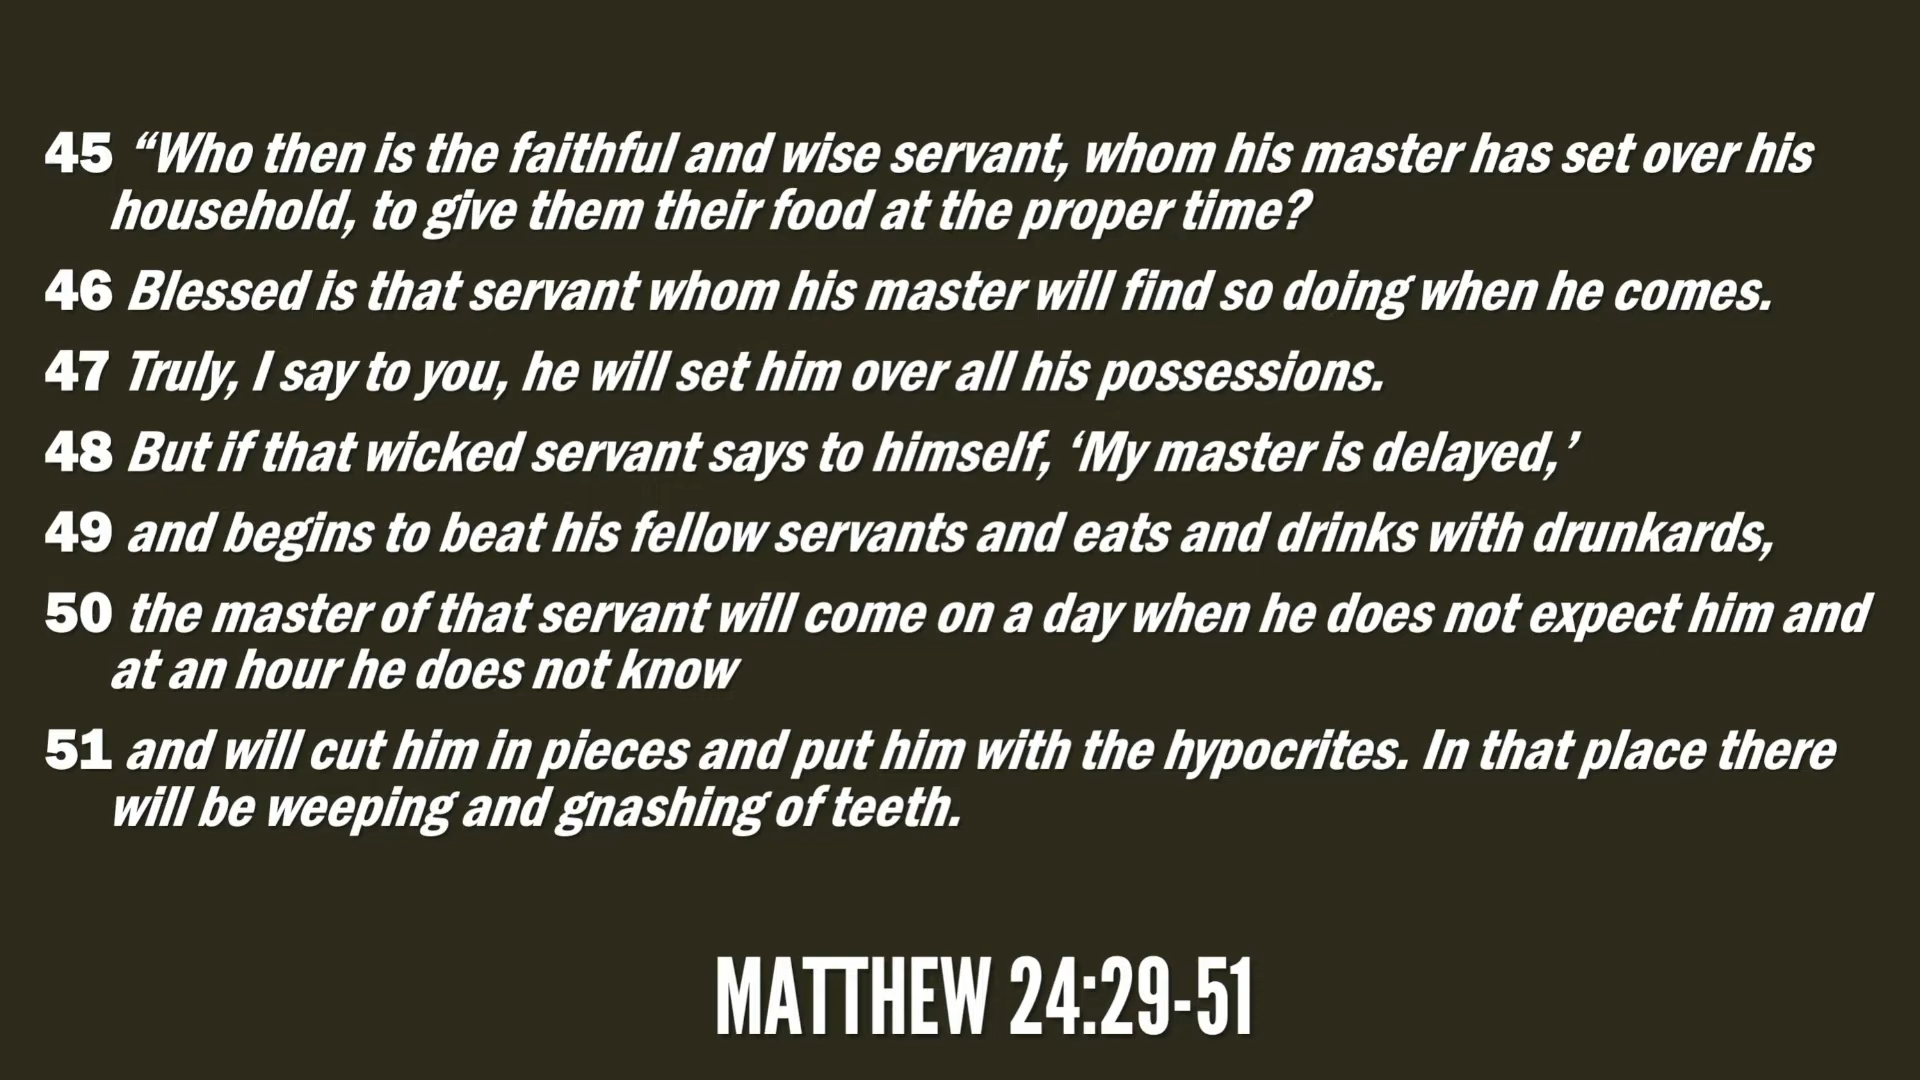 45 “Who then is the faithful and wise servant, whom his master has set over his
household, to give them their food at the proper time?
46 Blessed is that servant whom his master will find so doing when he comes.
47 Truly, I say to you, he will set him over all his possessions.
48 But if that wicked servant says to himself, ‘My master is delayed,’
49 and begins to beat his fellow servants and eats and drinks with drunkards,
50 the master of that servant will come on a day when he does not expect him and
at an hour he does not know
51 and will cut him in pieces and put him with the hypocrites. In that place there
will be weeping and gnashing of teeth.
MATTHEW 24:29-51